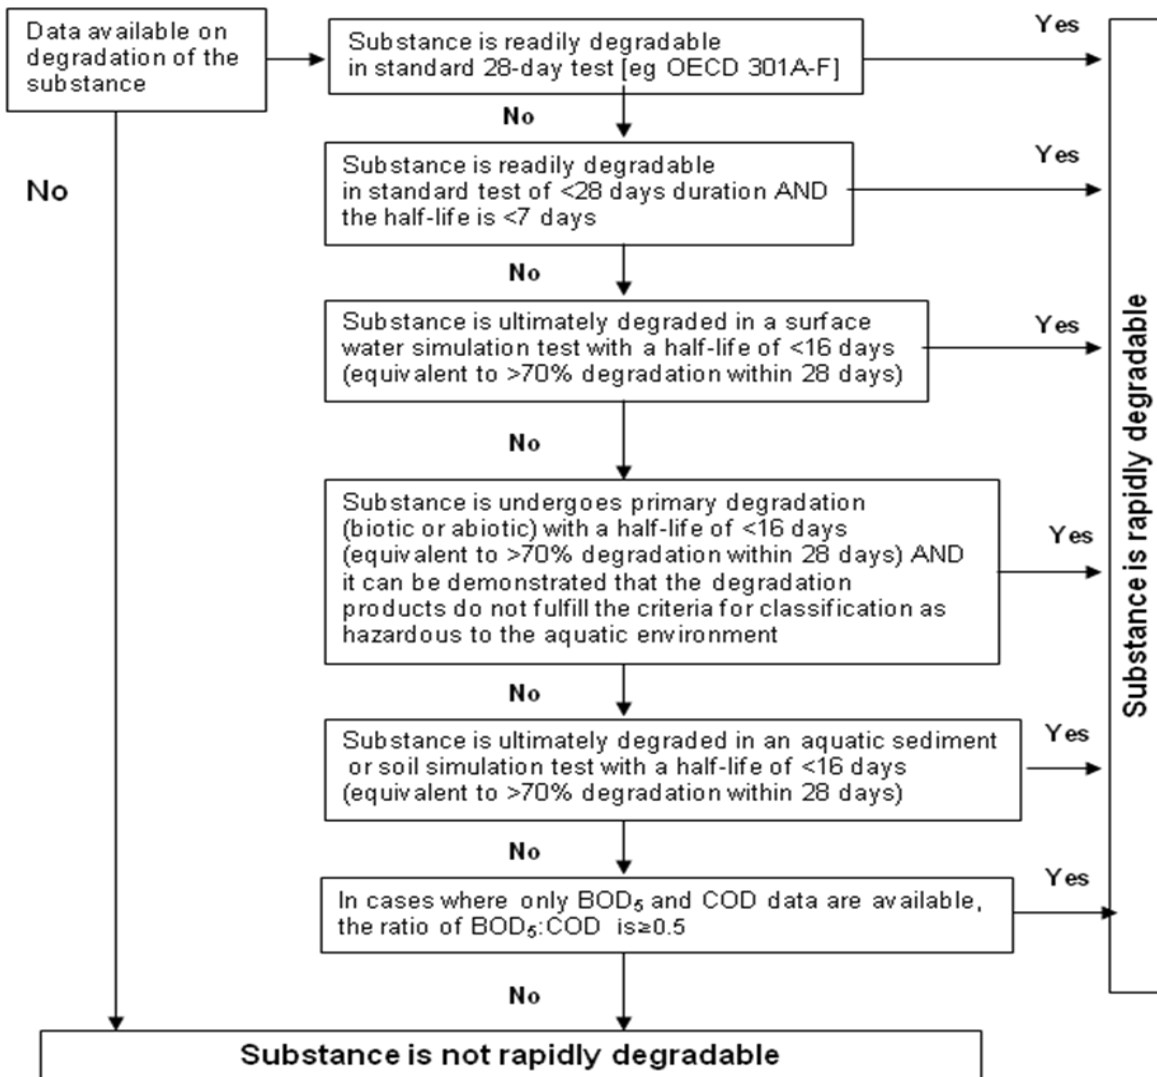 Data available on
degradation of the
substance
Substance is readily degradable
in standard 28-day test [eg OECD 301A-F]
Yes
No
No
Substance is readily degradable
in standard test of <28 days duration AND
the half-life is <7 days
Yes
No
Substance is ultimately degraded in a surface
water simulation test with a half-life of <16 days
(equivalent to >70% degradation within 28 days)
Yes
No
Substance is undergoes primary degradation
(biotic or abiotic) with a half-life of <16 days
(equivalent to >70% degradation within 28 days) AND
it can be demonstrated that the degradation
products do not fulfill the criteria for classification as
hazardous to the aquatic environment
Yes
No
Substance is ultimately degraded in an aquatic sediment
or soil simulation test with a half-life of <16 days
(equivalent to >70% degradation within 28 days)
Yes
No
In cases where only BOD₅ and COD data are available,
the ratio of BOD₅:COD is≥0.5
Yes
No
Substance is rapidly degradable
Substance is not rapidly degradable